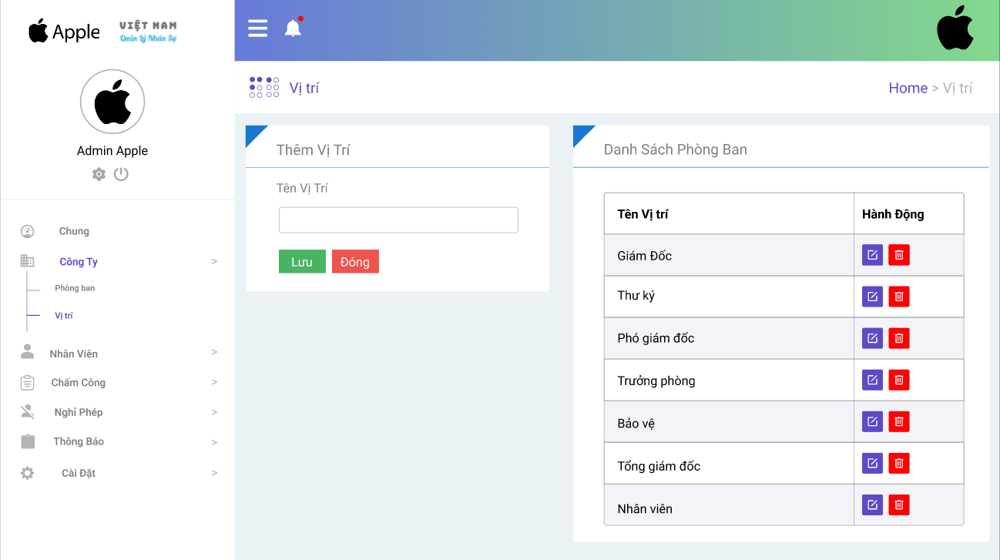 Apple
VIỆT NAM
Quản Lý Nhân Sự
Admin Apple
Chung
Công Ty >
Phòng ban
Vị trí
Nhân Viên >
Chấm Công >
Nghỉ Phép >
Thông Báo >
Cài Đặt >
Vị trí
Home > Vị trí
Thêm Vị Trí
Tên Vị Trí
Lưu Đóng
Danh Sách Phòng Ban
Tên Vị trí Hành Động
Giám Đốc
Thư ký
Phó giám đốc
Trưởng phòng
Bảo vệ
Tổng giám đốc
Nhân viên